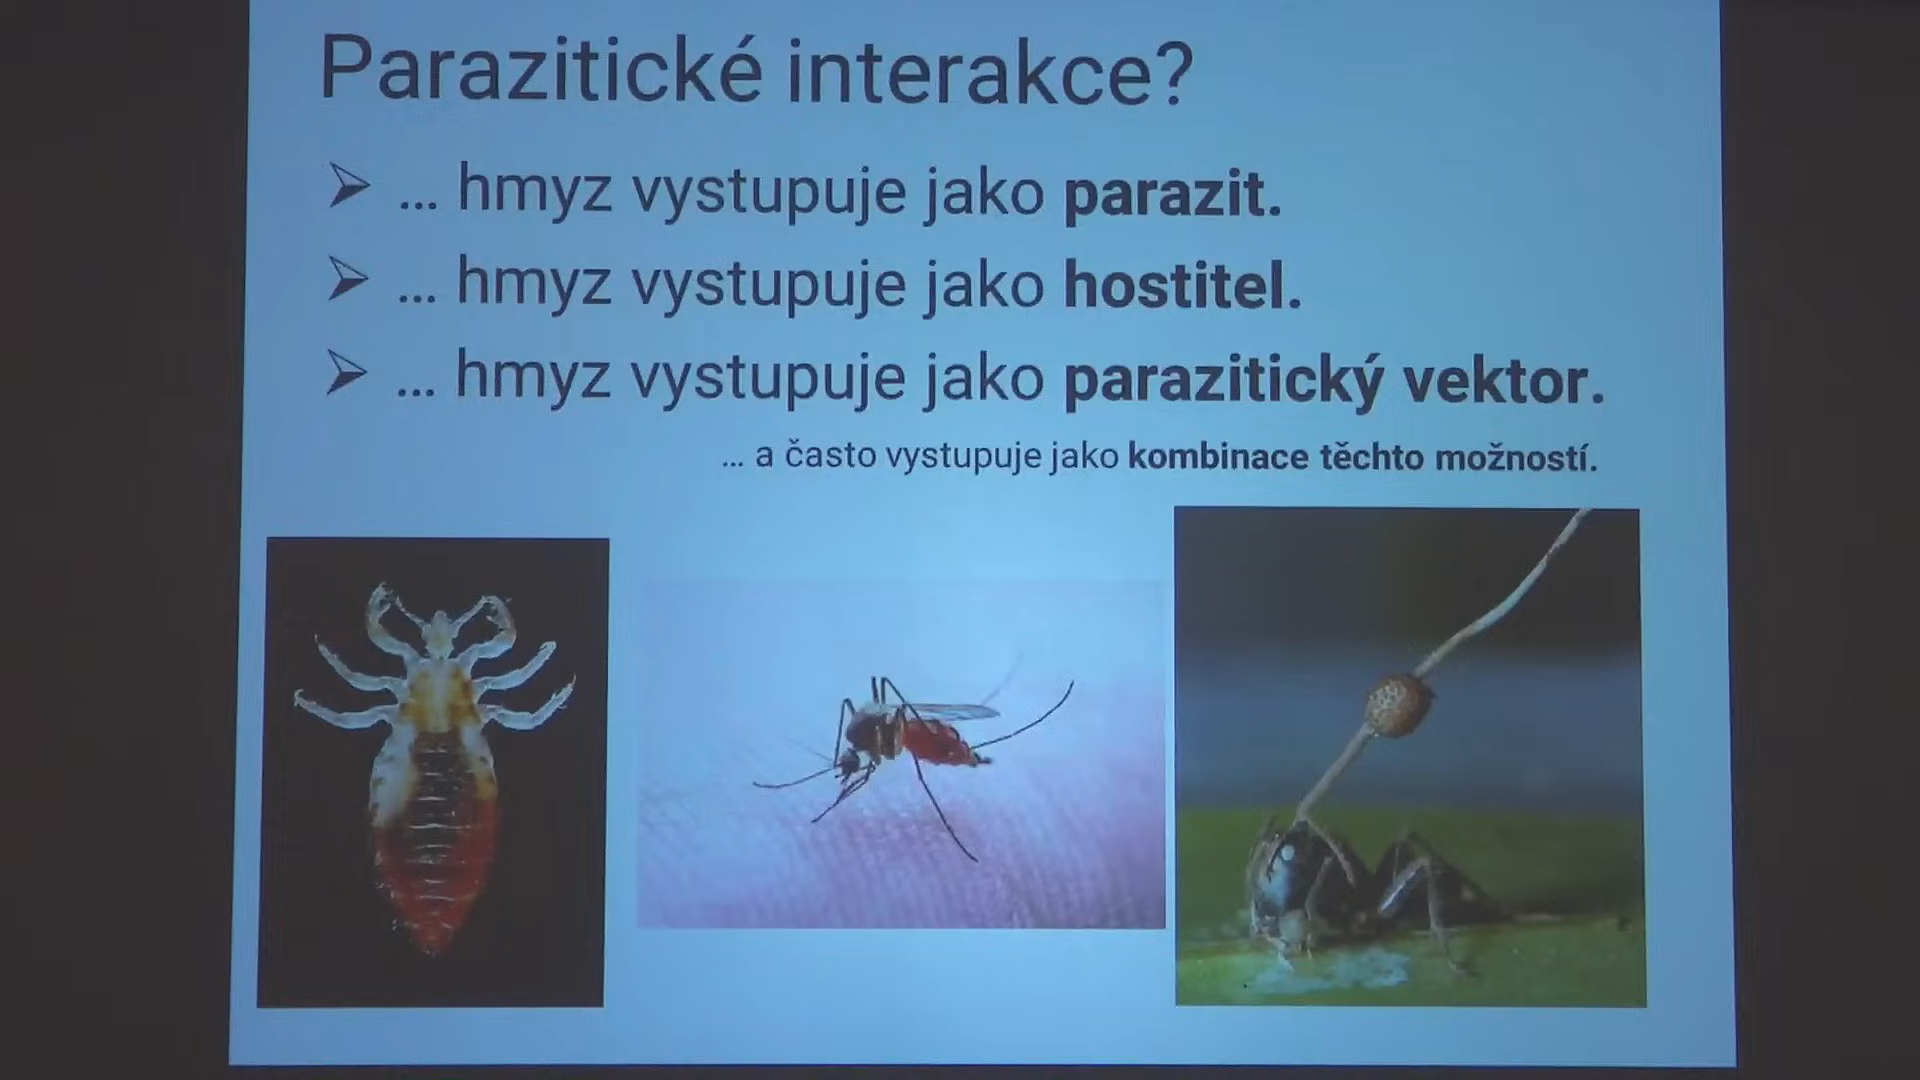 Parazitické interakce?
➢ ... hmyz vystupuje jako parazit.
➢ ... hmyz vystupuje jako hostitel.
➢ ... hmyz vystupuje jako parazitický vektor.
... a často vystupuje jako kombinace těchto možností.